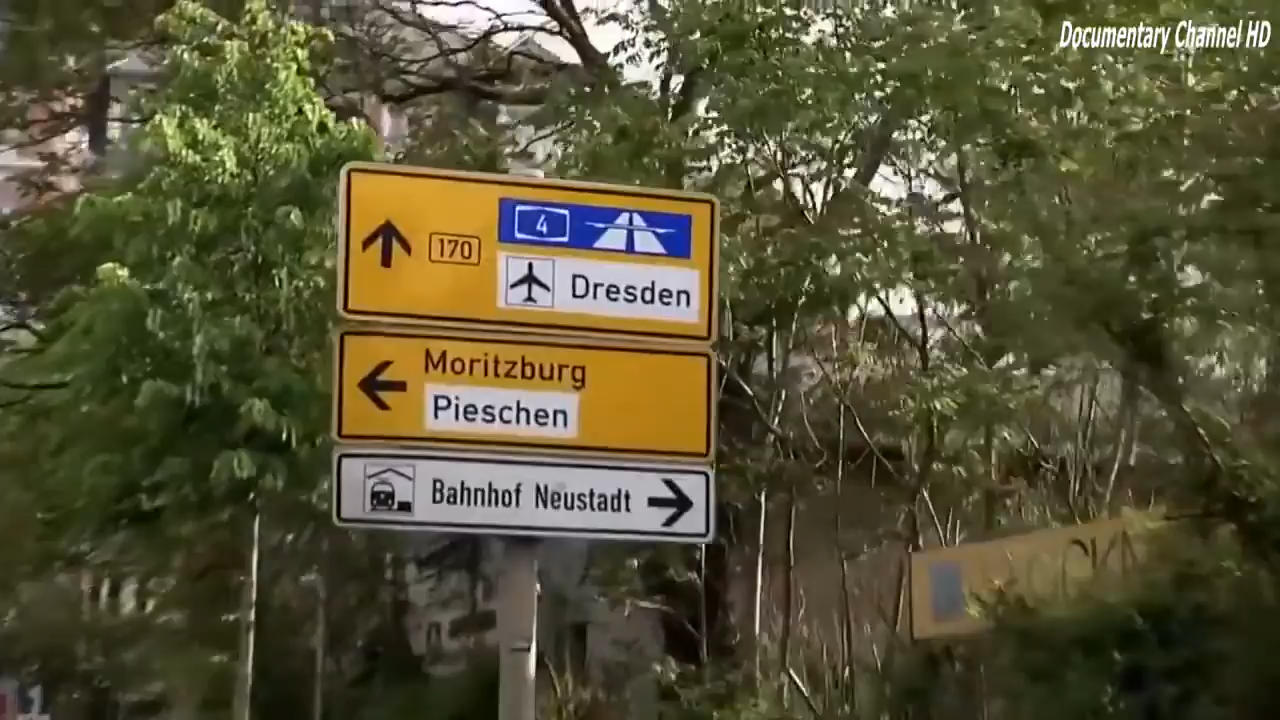 Documentary Channel HD
4
170
Dresden
Moritzburg
Pieschen
Bahnhof Neustadt